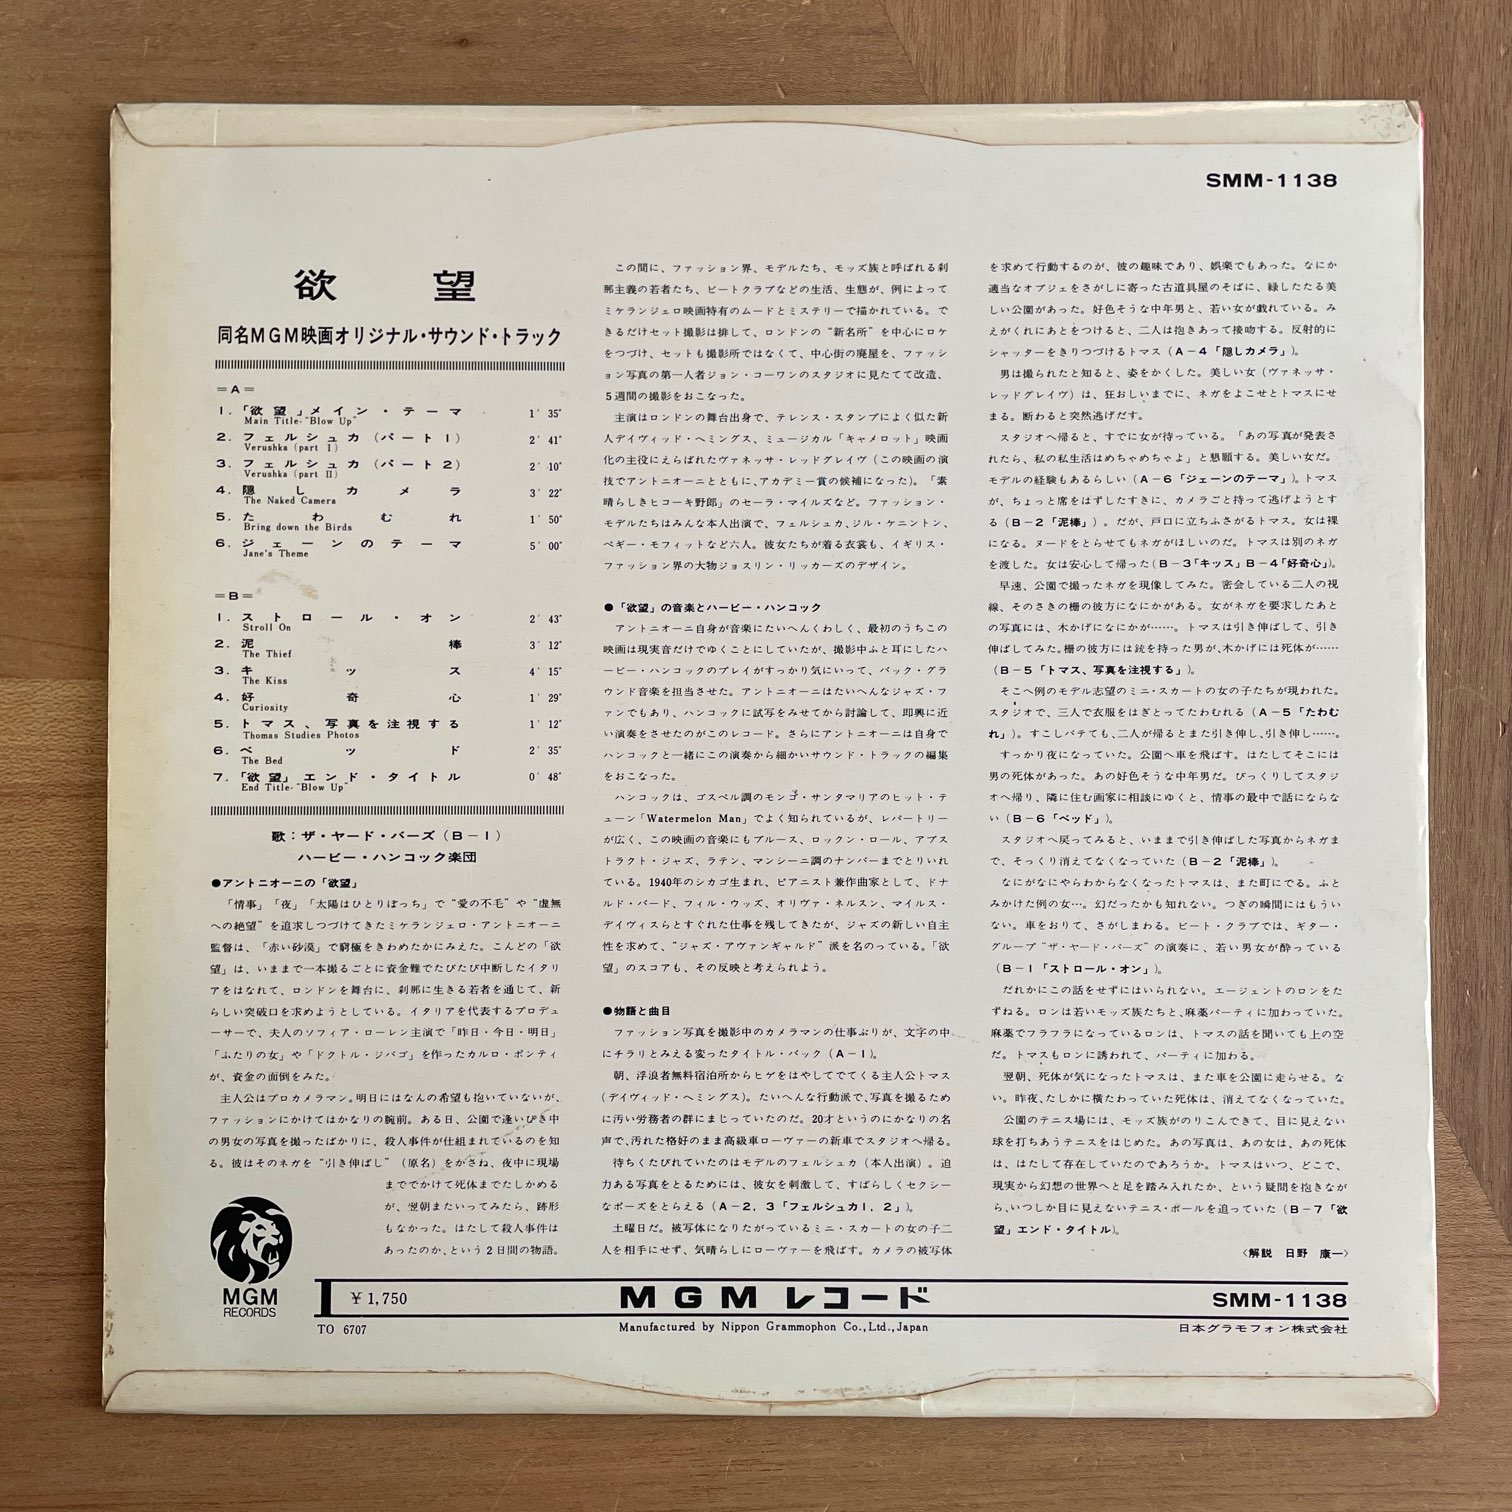 SMM-1138
欲望
同名MGM映画オリジナル・サウンド・トラック
=A=
1.「欲望」メイン・テーマ 1′35″
Main Title-"Blow Up"
2.フェルシュカ(パート1) 2′41″
Verushka (part I)
3.フェルシュカ(パート2) 2′10″
Verushka (part II)
4.隠しカメラ 3′22″
The Naked Camera
5.たわむれ 1′50″
Bring down the Birds
6.ジェーンのテーマ 5′00″
Jane's Theme
=B=
1.ストロール・オン 2′43″
Stroll On
2.泥棒 3′12″
The Thief
3.キッス 4′15″
The Kiss
4.好奇心 1′29″
Curiosity
5.トマス、写真を注視する 1′12″
Thomas Studies Photos
6.ベッド 2′35″
The Bed
7.「欲望」エンド・タイトル 0′48″
End Title-"Blow Up"
歌:ザ・ヤード・バーズ(B-1)
ハービー・ハンコック楽団
●アントニオーニの「欲望」
「情事」「夜」「太陽はひとりぼっち」で“愛の不毛”や“虚無
への絶望”を追求しつづけてきたミケランジェロ・アントニオーニ
監督は、「赤い砂漠」で窮極をきわめたかにみえた。こんどの「欲
望」は、いままで一本撮るごとに資金難でたびたび中断したイタリ
アをはなれて、ロンドンを舞台に、刹那に生きる若者を通じて、新
らしい突破口を求めようとしている。イタリアを代表するプロデュ
ーサーで、夫人のソフィア・ローレン主演で「昨日・今日・明日」
「ふたりの女」や「ドクトル・ジバゴ」を作ったカルロ・ポンティ
が、資金の面倒をみた。
主人公はプロカメラマン。明日にはなんの希望も抱いていないが、
ファッションにかけてはかなりの腕前。ある日、公園で逢いびき中
の男女の写真を撮ったばかりに、殺人事件が仕組まれているのを知
る。彼はそのネガを“引き伸ばし”(原名)をかさね、夜中に現場
まででかけて死体までたしかめる
が、翌朝またいってみたら、跡形
もなかった。はたして殺人事件は
あったのか、という2日間の物語。
この間に、ファッション界、モデルたち、モッズ族と呼ばれる刹
那主義の若者たち、ビートクラブなどの生活、生態が、例によって
ミケランジェロ映画特有のムードとミステリーで描かれている。で
きるだけセット撮影は排して、ロンドンの“新名所”を中心にロケ
をつづけ、セットも撮影所ではなくて、中心街の廃屋を、ファッシ
ョン写真の第一人者ジョン・コーワンのスタジオに見たてて改造、
5週間の撮影をおこなった。
主演はロンドンの舞台出身で、テレンス・スタンプによく似た新
人デイヴィッド・ヘミングス、ミュージカル「キャメロット」映画
化の主役にえらばれたヴァネッサ・レッドグレイヴ(この映画の演
技でアントニオーニとともに、アカデミー賞の候補になった)。「素
晴らしきヒコーキ野郎」のセーラ・マイルズなど。ファッション・
モデルたちはみんな本人出演で、フェルシュカ、ジル・ケニントン、
ペギー・モフィットなど六人。彼女たちが着る衣裳も、イギリス・
ファッション界の大物ジョスリン・リッカーズのデザイン。
●「欲望」の音楽とハービー・ハンコック
アントニオーニ自身が音楽にたいへんくわしく、最初のうちこの
映画は現実音だけでゆくことにしていたが、撮影中ふと耳にしたハ
ービー・ハンコックのプレイがすっかり気にいって、バック・グラ
ウンド音楽を担当させた。アントニオーニはたいへんなジャズ・フ
ァンでもあり、ハンコックに試写をみせてから討論して、即興に近
い演奏をさせたのがこのレコード。さらにアントニオーニは自身で
ハンコックと一緒にこの演奏から細かいサウンド・トラックの編集
をおこなった。
ハンコックは、ゴスペル調のモンゴ・サンタマリアのヒット・テ
ューン「Watermelon Man」でよく知られているが、レパートリー
が広く、この映画の音楽にもブルース、ロックン・ロール、アブス
トラクト・ジャズ、ラテン、マンシーニ調のナンバーまでとりいれ
ている。1940年のシカゴ生まれ、ピアニスト兼作曲家として、ドナ
ルド・バード、フィル・ウッズ、オリヴァ・ネルスン、マイルス・
デイヴィスらとすぐれた仕事を残してきたが、ジャズの新しい自主
性を求めて、“ジャズ・アヴァンギャルド”派を名のっている。「欲
望」のスコアも、その反映と考えられよう。
●物語と曲目
ファッション写真を撮影中のカメラマンの仕事ぶりが、文字の中
にチラリとみえる変ったタイトル・バック(A-1)。
朝、浮浪者無料宿泊所からヒゲをはやしてでてくる主人公トマス
(デイヴィッド・ヘミングス)。たいへんな行動派で、写真を撮るため
に汚い労務者の群にまじっていたのだ。20才というのにかなりの名
声で、汚れた格好のまま高級車ローヴァーの新車でスタジオへ帰る。
待ちくたびれていたのはモデルのフェルシュカ(本人出演)。迫
力ある写真をとるためには、彼女を刺激して、すばらしくセクシー
なポーズをとらえる(A-2、3「フェルシュカ1、2」)。
土曜日だ。被写体になりたがっているミニ・スカートの女の子二
人を相手にせず、気晴らしにローヴァーを飛ばす。カメラの被写体
を求めて行動するのが、彼の趣味であり、娯楽でもあった。なにか
適当なオブジェをさがしに寄った古道具屋のそばに、緑したたる美
しい公園があった。好色そうな中年男と、若い女が戯れている。み
えがくれにあとをつけると、二人は抱きあって接吻する。反射的に
シャッターをきりつづけるトマス(A-4「隠しカメラ」)。
男は撮られたと知ると、姿をかくした。美しい女(ヴァネッサ・
レッドグレイヴ)は、狂おしいまでに、ネガをよこせとトマスにせ
まる。断わると突然逃げだす。
スタジオへ帰ると、すでに女が待っている。「あの写真が発表さ
れたら、私の私生活はめちゃめちゃよ」と懇願する。美しい女だ。
モデルの経験もあるらしい(A-6「ジェーンのテーマ」)。トマス
が、ちょっと席をはずしたすきに、カメラごと持って逃げようとす
る(B-2「泥棒」)。だが、戸口に立ちふさがるトマス。女は裸
になる。ヌードをとらせてもネガがほしいのだ。トマスは別のネガ
を渡した。女は安心して帰った(B-3「キッス」B-4「好奇心」)。
早速、公園で撮ったネガを現像してみた。密会している二人の視
線、そのさきの柵の彼方になにかがある。女がネガを要求したあと
の写真には、木かげになにかが……。トマスは引き伸ばして、引き
伸ばしてみた。柵の彼方には銃を持った男が、木かげには死体が……
(B-5「トマス、写真を注視する」)。
そこへ例のモデル志望のミニ・スカートの女の子たちが現われた。
スタジオで、三人で衣服をはぎとってたわむれる(A-5「たわむ
れ」)。すこしバテても、二人が帰るとまた引き伸し、引き伸し……。
すっかり夜になっていた。公園へ車を飛ばす。はたしてそこには
男の死体があった。あの好色そうな中年男だ。びっくりしてスタジ
オへ帰り、隣に住む画家に相談にゆくと、情事の最中で話にならな
い(B-6「ベッド」)。
スタジオへ戻ってみると、いままで引き伸ばした写真からネガま
で、そっくり消えてなくなっていた(B-2「泥棒」)。
なにがなにやらわからなくなったトマスは、また町にでる。ふと
みかけた例の女…。幻だったかも知れない。つぎの瞬間にはもうい
ない。車をおりて、さがしまわる。ビート・クラブでは、ギター・
グループ“ザ・ヤード・バーズ”の演奏に、若い男女が酔っている
(B-1「ストロール・オン」)。
だれかにこの話をせずにはいられない。エージェントのロンをた
ずねる。ロンは若いモッズ族たちと、麻薬パーティに加わっていた。
麻薬でフラフラになっているロンは、トマスの話を聞いても上の空
だ。トマスもロンに誘われて、パーティに加わる。
翌朝、死体が気になったトマスは、また車を公園に走らせる。な
い。昨夜、たしかに横たわっていた死体は、消えてなくなっていた。
公園のテニス場には、モッズ族がのりこんできて、目に見えない
球を打ちあうテニスをはじめた。あの写真は、あの女は、あの死体
は、はたして存在していたのであろうか。トマスはいつ、どこで、
現実から幻想の世界へと足を踏み入れたか、という疑問を抱きなが
ら、いつしか目に見えないテニス・ボールを追っていた(B-7「欲
望」エンド・タイトル)。
〈解説 日野 康一〉
MGM
RECORDS
¥1,750
MGMレコード
SMM-1138
TO 6707
Manufactured by Nippon Grammophon Co.,Ltd.,Japan
日本グラモフォン株式会社